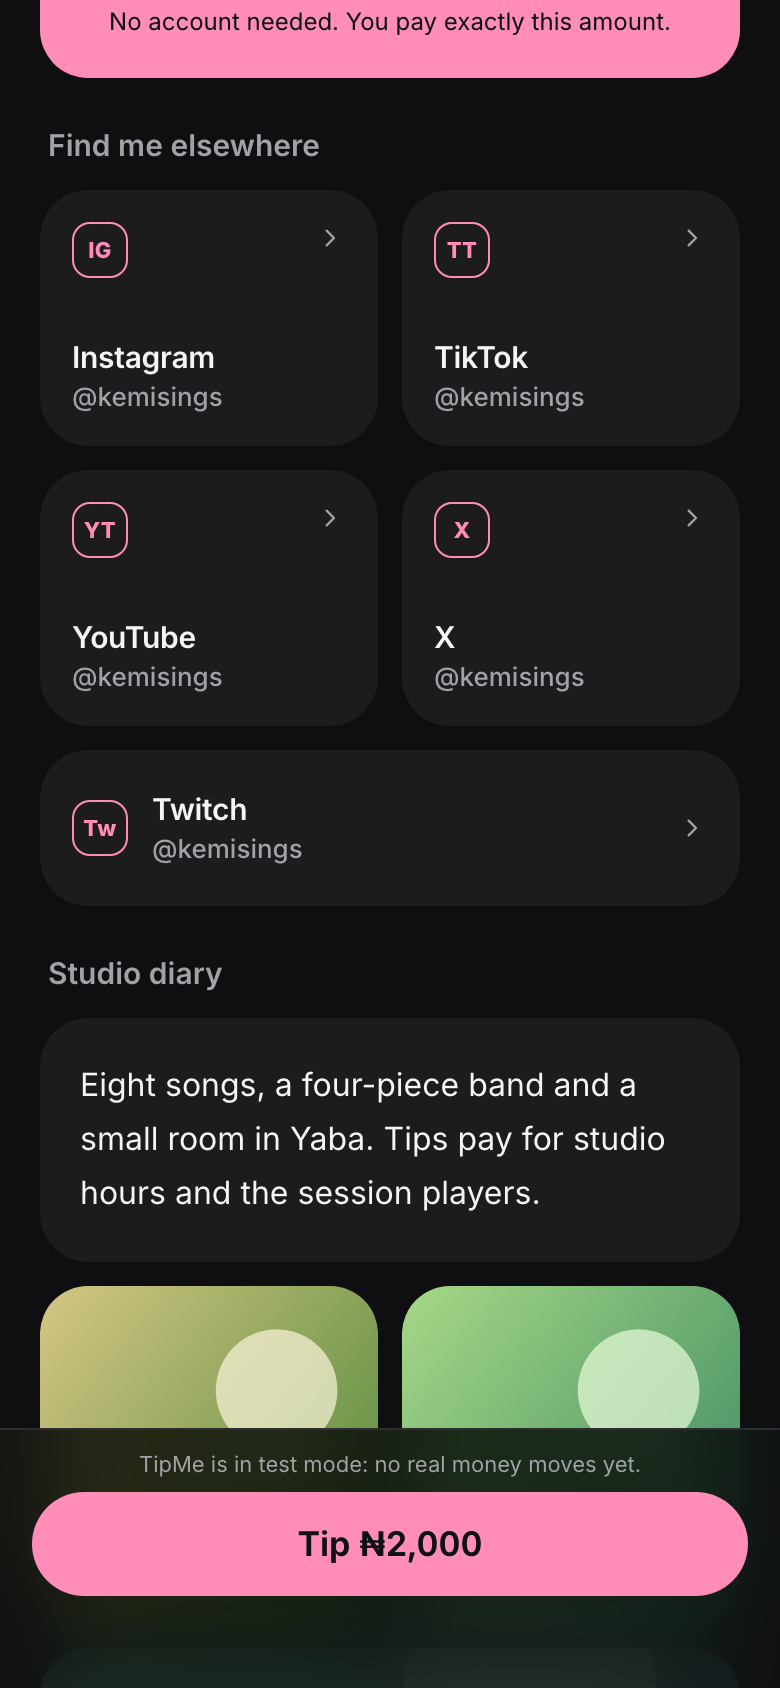 No account needed. You pay exactly this amount.
Find me elsewhere
IG
Instagram
@kemisings
TT
TikTok
@kemisings
YT
YouTube
@kemisings
X
X
@kemisings
Tw
Twitch
@kemisings
Studio diary
Eight songs, a four-piece band and a
small room in Yaba. Tips pay for studio
hours and the session players.
TipMe is in test mode: no real money moves yet.
Tip ₦2,000